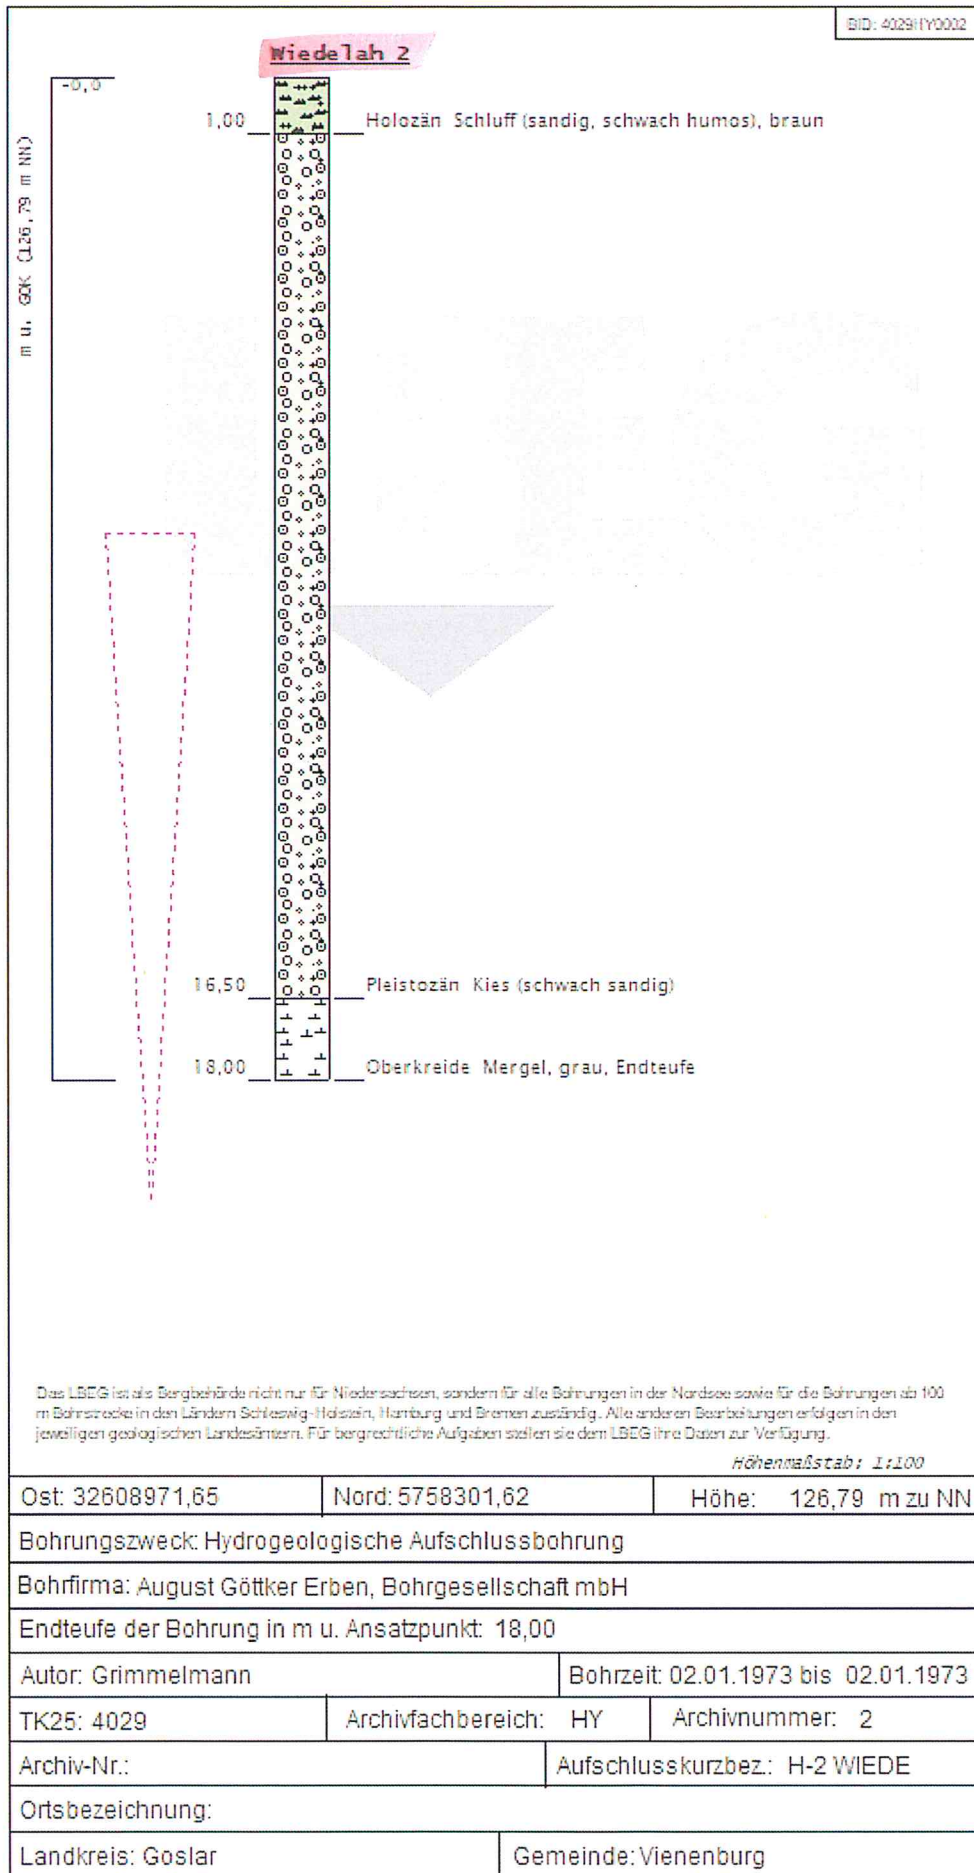 BID: 4029HY0002
Wiedelah 2
-0,0
m u. GOK (126,79 m NN)
1,00 Holozän Schluff (sandig, schwach humos), braun
16,50 Pleistozän Kies (schwach sandig)
18,00 Oberkreide Mergel, grau, Endteufe
Das LBEG ist als Bergbehörde nicht nur für Niedersachsen, sondern für alle Bohrungen in der Nordsee sowie für die Bohrungen ab 100
m Bohrstrecke in den Ländern Schleswig-Holstein, Hamburg und Bremen zuständig. Alle anderen Bearbeitungen erfolgen in den
jeweiligen geologischen Landesämtern. Für bergrechtliche Aufgaben stellen sie dem LBEG ihre Daten zur Verfügung.
Höhenmaßstab: 1:100
Ost: 32608971,65 Nord: 5758301,62 Höhe: 126,79 m zu NN
Bohrungszweck: Hydrogeologische Aufschlussbohrung
Bohrfirma: August Göttker Erben, Bohrgesellschaft mbH
Endteufe der Bohrung in m u. Ansatzpunkt: 18,00
Autor: Grimmelmann Bohrzeit: 02.01.1973 bis 02.01.1973
TK25: 4029 Archivfachbereich: HY Archivnummer: 2
Archiv-Nr.: Aufschlusskurzbez.: H-2 WIEDE
Ortsbezeichnung:
Landkreis: Goslar Gemeinde: Vienenburg